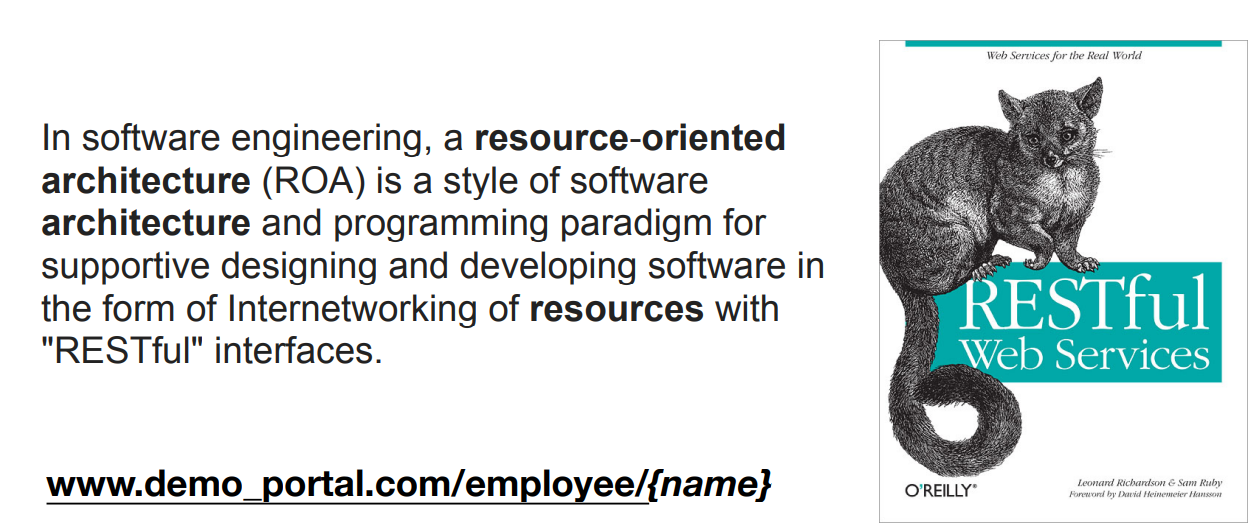 In software engineering, a resource-oriented
architecture (ROA) is a style of software
architecture and programming paradigm for
supportive designing and developing software in
the form of Internetworking of resources with
"RESTful" interfaces.
www.demo_portal.com/employee/{name}
Web Services for the Real World
RESTful
Web Services
O'REILLY®
Leonard Richardson & Sam Ruby
Foreword by David Heinemeier Hansson